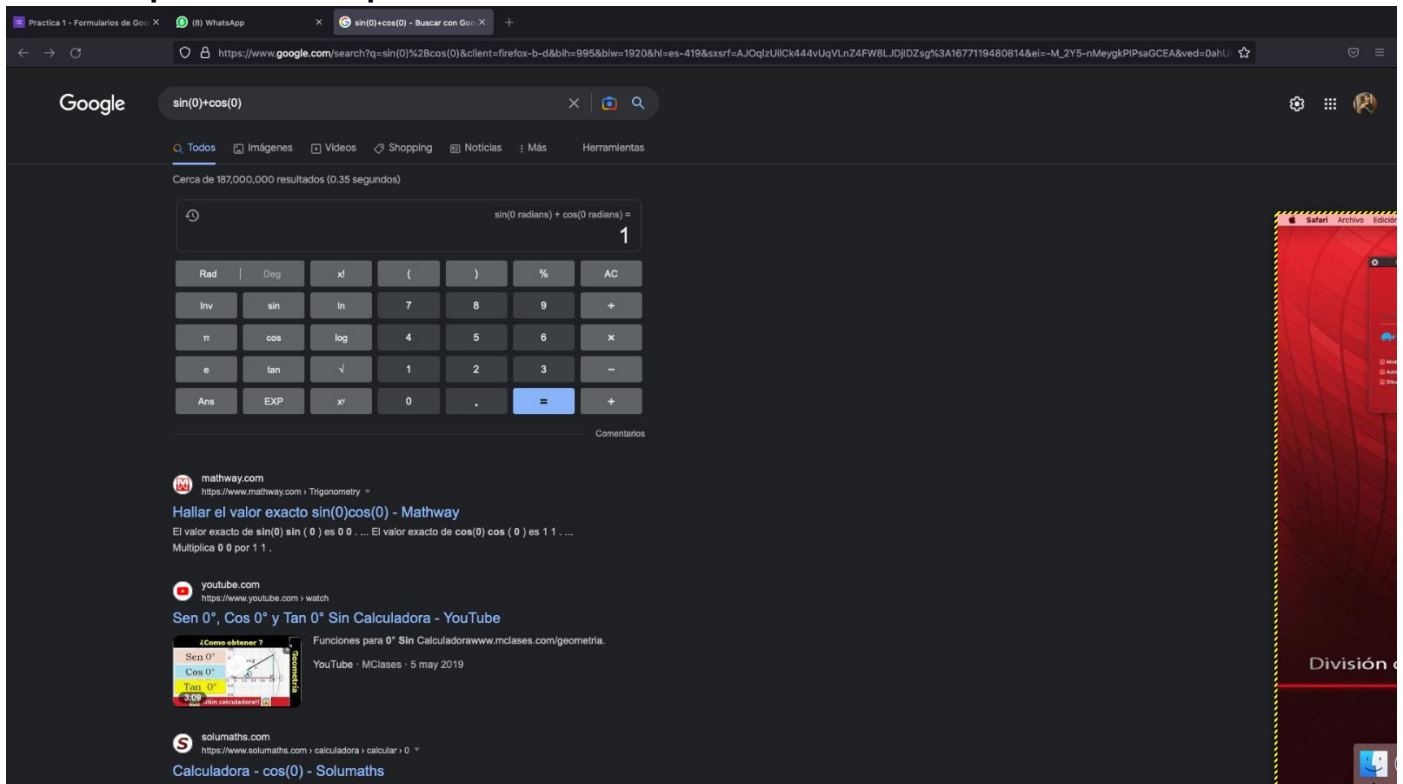 Practica 1 - Formularios de Goo
(8) WhatsApp
sin(0)+cos(0) - Buscar con Goo
https://www.google.com/search?q=sin(0)%2Bcos(0)&client=firefox-b-d&bih=995&biw=1920&hl=es-419&sxsrf=AJOqlzUilCk444vUqVLnZ4FW8LJDjIDZsg%3A1677119480814&ei=-M_2Y5-nMeygkPIPsaGCEA&ved=0ahU
Google
sin(0)+cos(0)
Todos Imágenes Videos Shopping Noticias Más Herramientas
Cerca de 187,000,000 resultados (0.35 segundos)
sin(0 radians) + cos(0 radians) =
1
Rad | Deg x! ( ) % AC
Inv sin ln 7 8 9 ÷
π cos log 4 5 6 ×
e tan √ 1 2 3 −
Ans EXP xʸ 0 . = +
Comentarios
mathway.com
https://www.mathway.com › Trigonometry
Hallar el valor exacto sin(0)cos(0) - Mathway
El valor exacto de sin(0) sin ( 0 ) es 0 0 . ... El valor exacto de cos(0) cos ( 0 ) es 1 1 . ...
Multiplica 0 0 por 1 1 .
youtube.com
https://www.youtube.com › watch
Sen 0°, Cos 0° y Tan 0° Sin Calculadora - YouTube
¿Como obtener ?
Sen 0°
Cos 0°
Tan 0°
3:09
Sin calculadora!!
Geometría
Funciones para 0° Sin Calculadorawww.mclases.com/geometria.
YouTube · MClases · 5 may 2019
solumaths.com
https://www.solumaths.com › calculadora › calcular › 0
Calculadora - cos(0) - Solumaths
Safari Archivo Edición
División